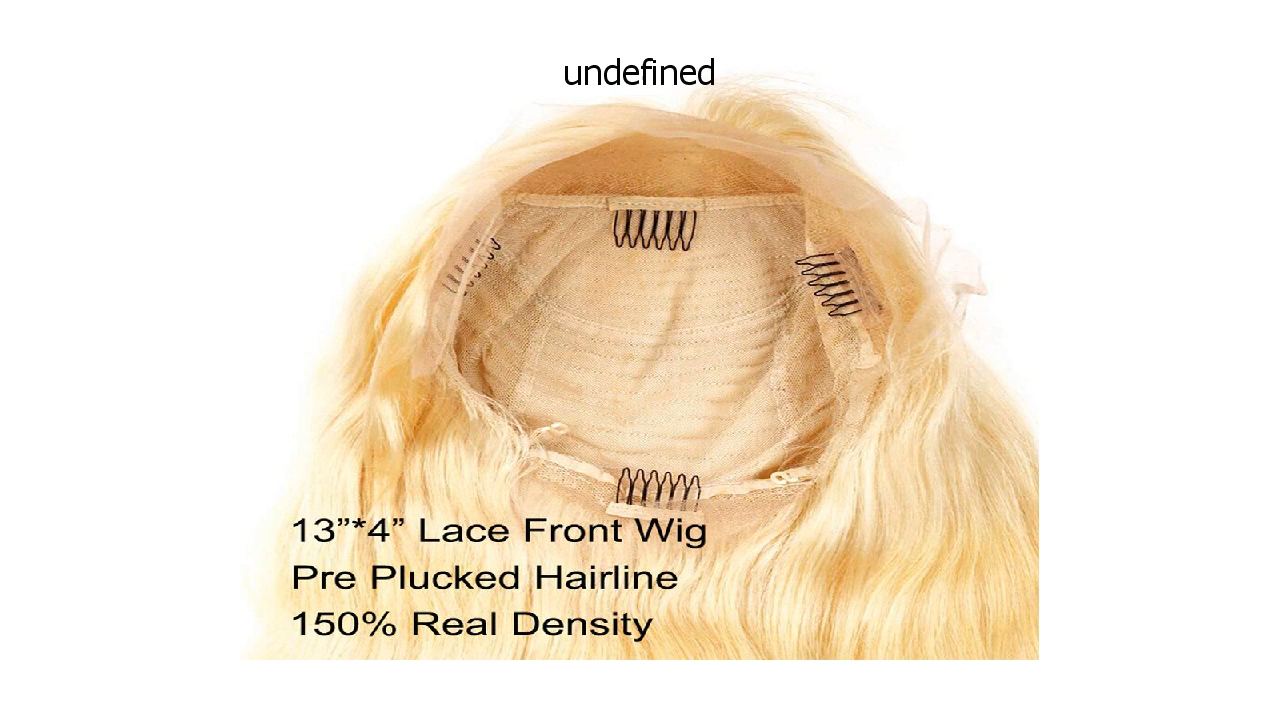 undefined
13”*4” Lace Front Wig
Pre Plucked Hairline
150% Real Density